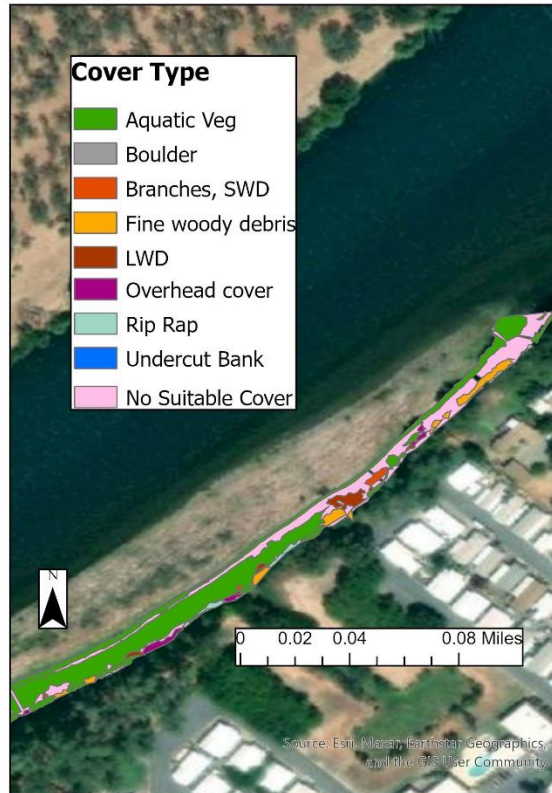 Cover Type
Aquatic Veg
Boulder
Branches, SWD
Fine woody debris
LWD
Overhead cover
Rip Rap
Undercut Bank
No Suitable Cover
N
0 0.02 0.04 0.08 Miles
Source: Esri, Maxar, Earthstar Geographics,
and the GIS User Community